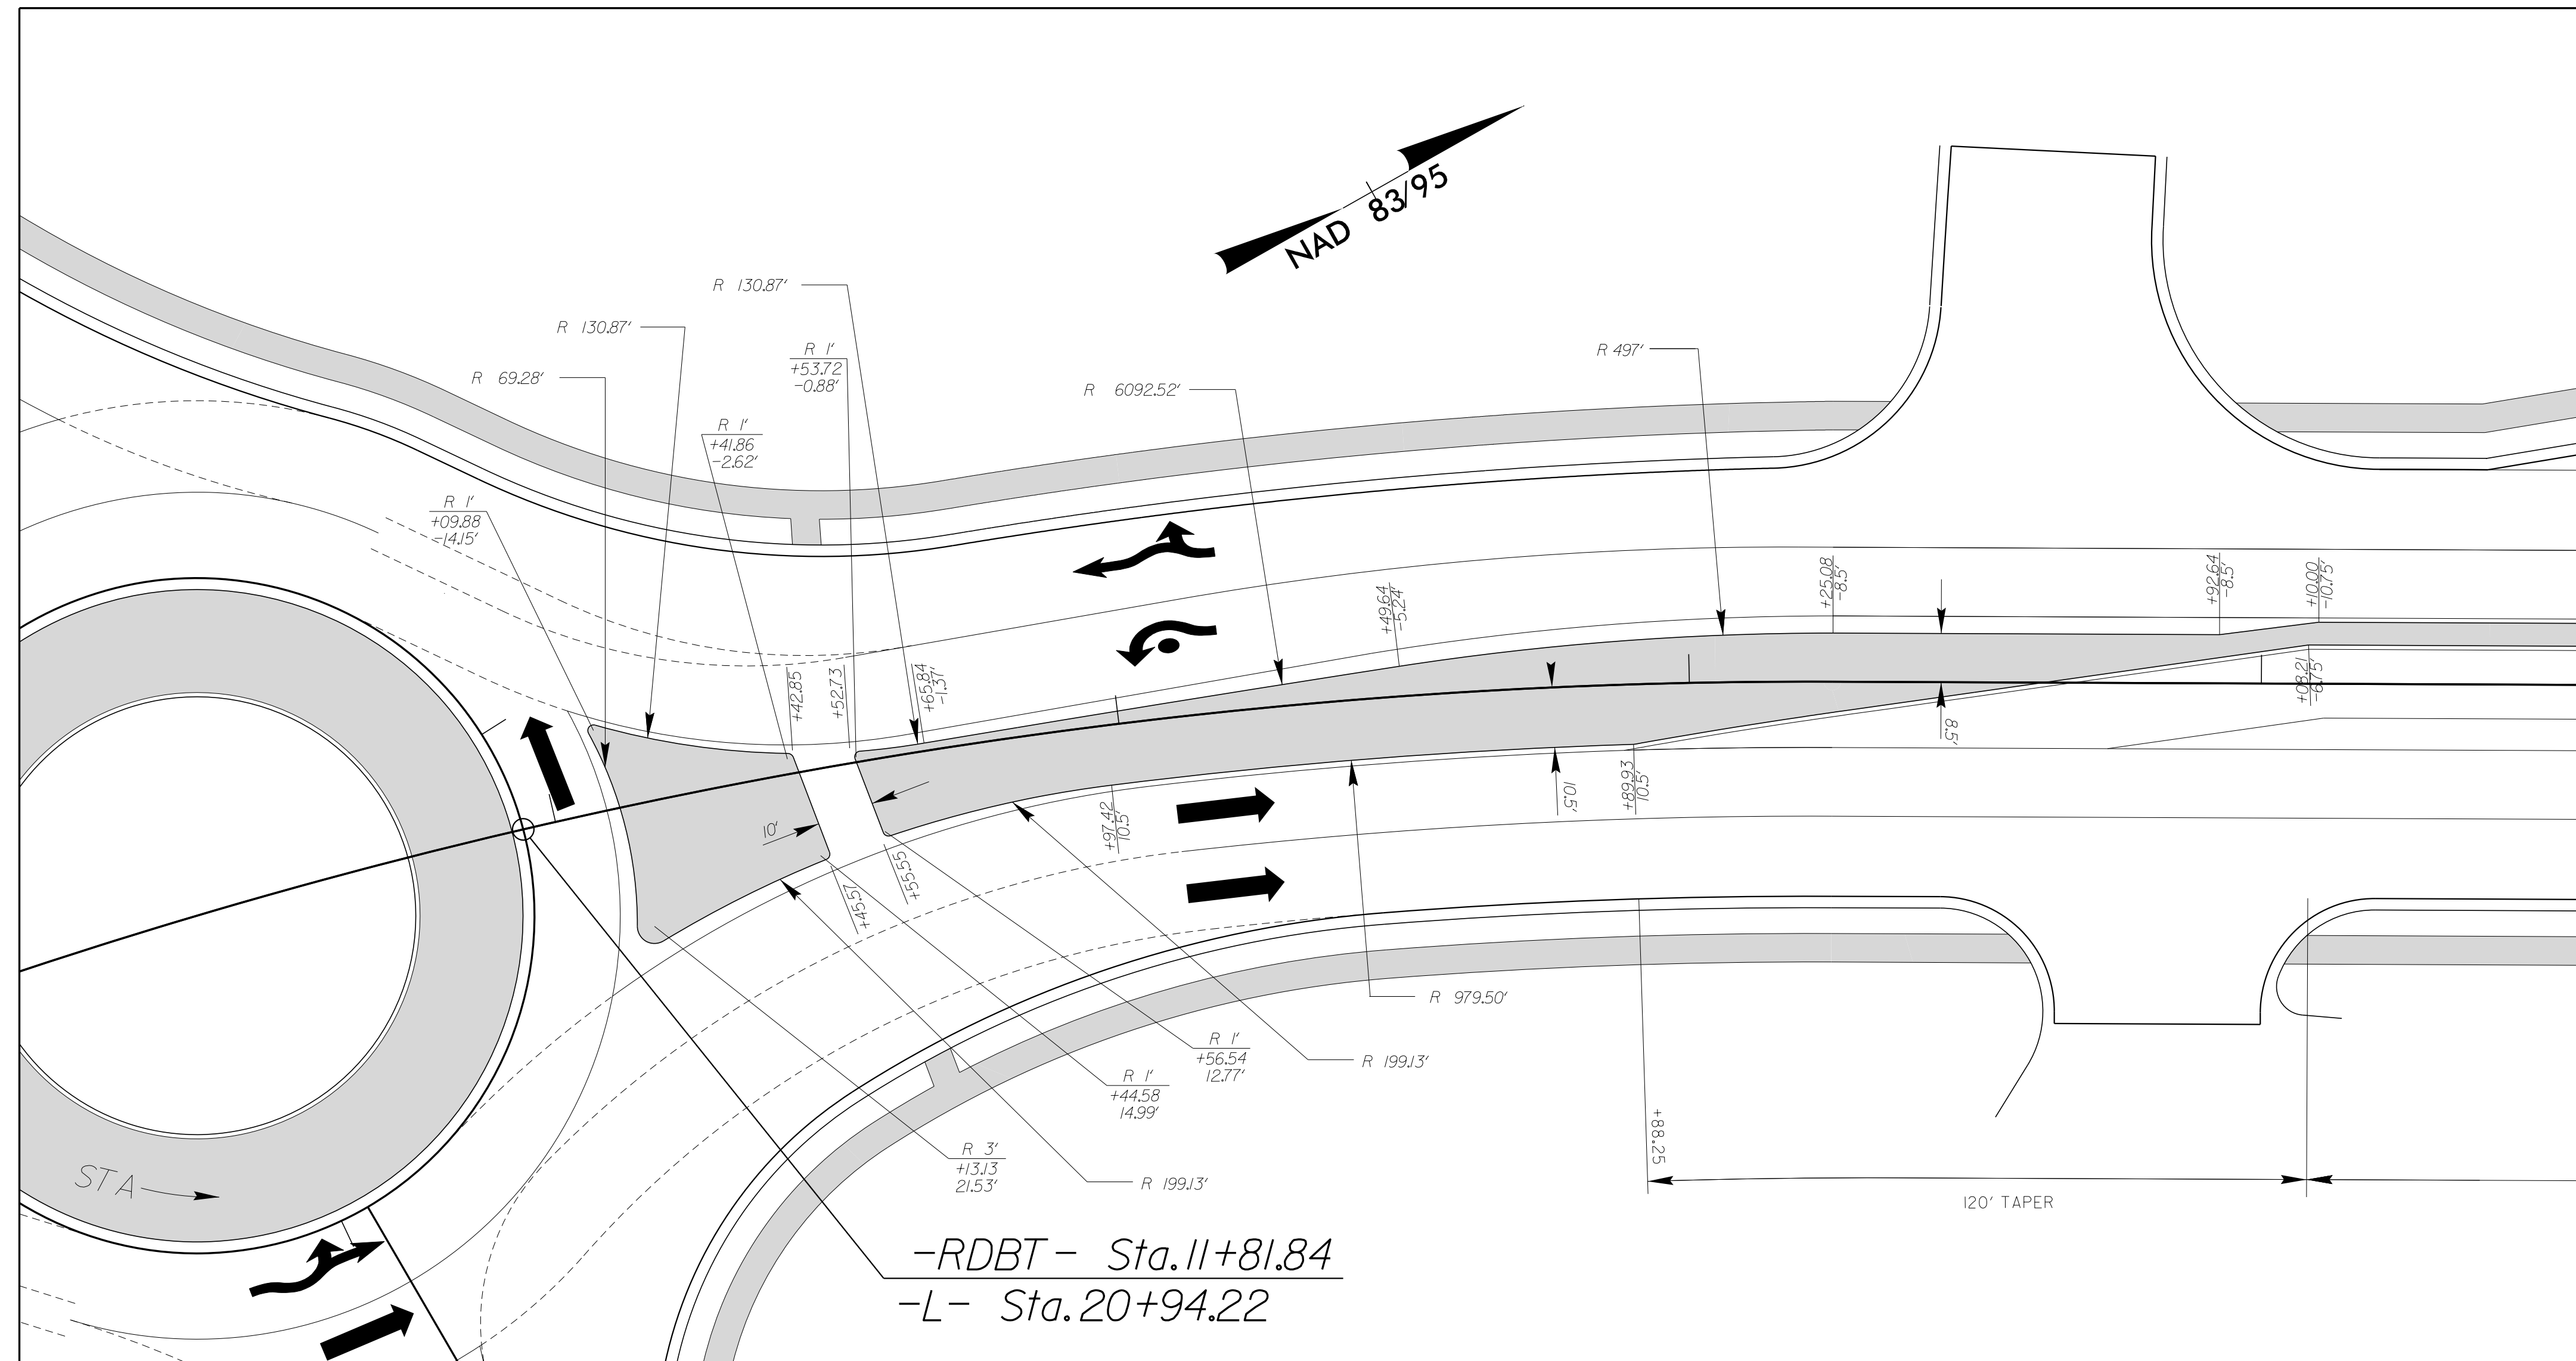 NAD 83/95
R 130.87'
R 130.87'
R 69.28'
R 1'
+53.72
-0.88'
R 1'
+41.86
-2.62'
R 1'
+09.88
-14.15'
R 6092.52'
R 497'
+42.85
+52.73
+65.84
-1.37'
+49.64
-5.24'
+25.08
-8.5'
+92.64
-8.5'
+10.00
-10.75'
+08.21
-6.75'
8.5'
10.5'
+89.93
10.5'
+97.42
10.5'
10'
+55.55
+45.57
R 979.50'
R 199.13'
R 1'
+56.54
12.77'
R 1'
+44.58
14.99'
R 3'
+13.13
21.53'
R 199.13'
+88.25
120' TAPER
STA
-RDBT- Sta. 11+81.84
-L- Sta. 20+94.22